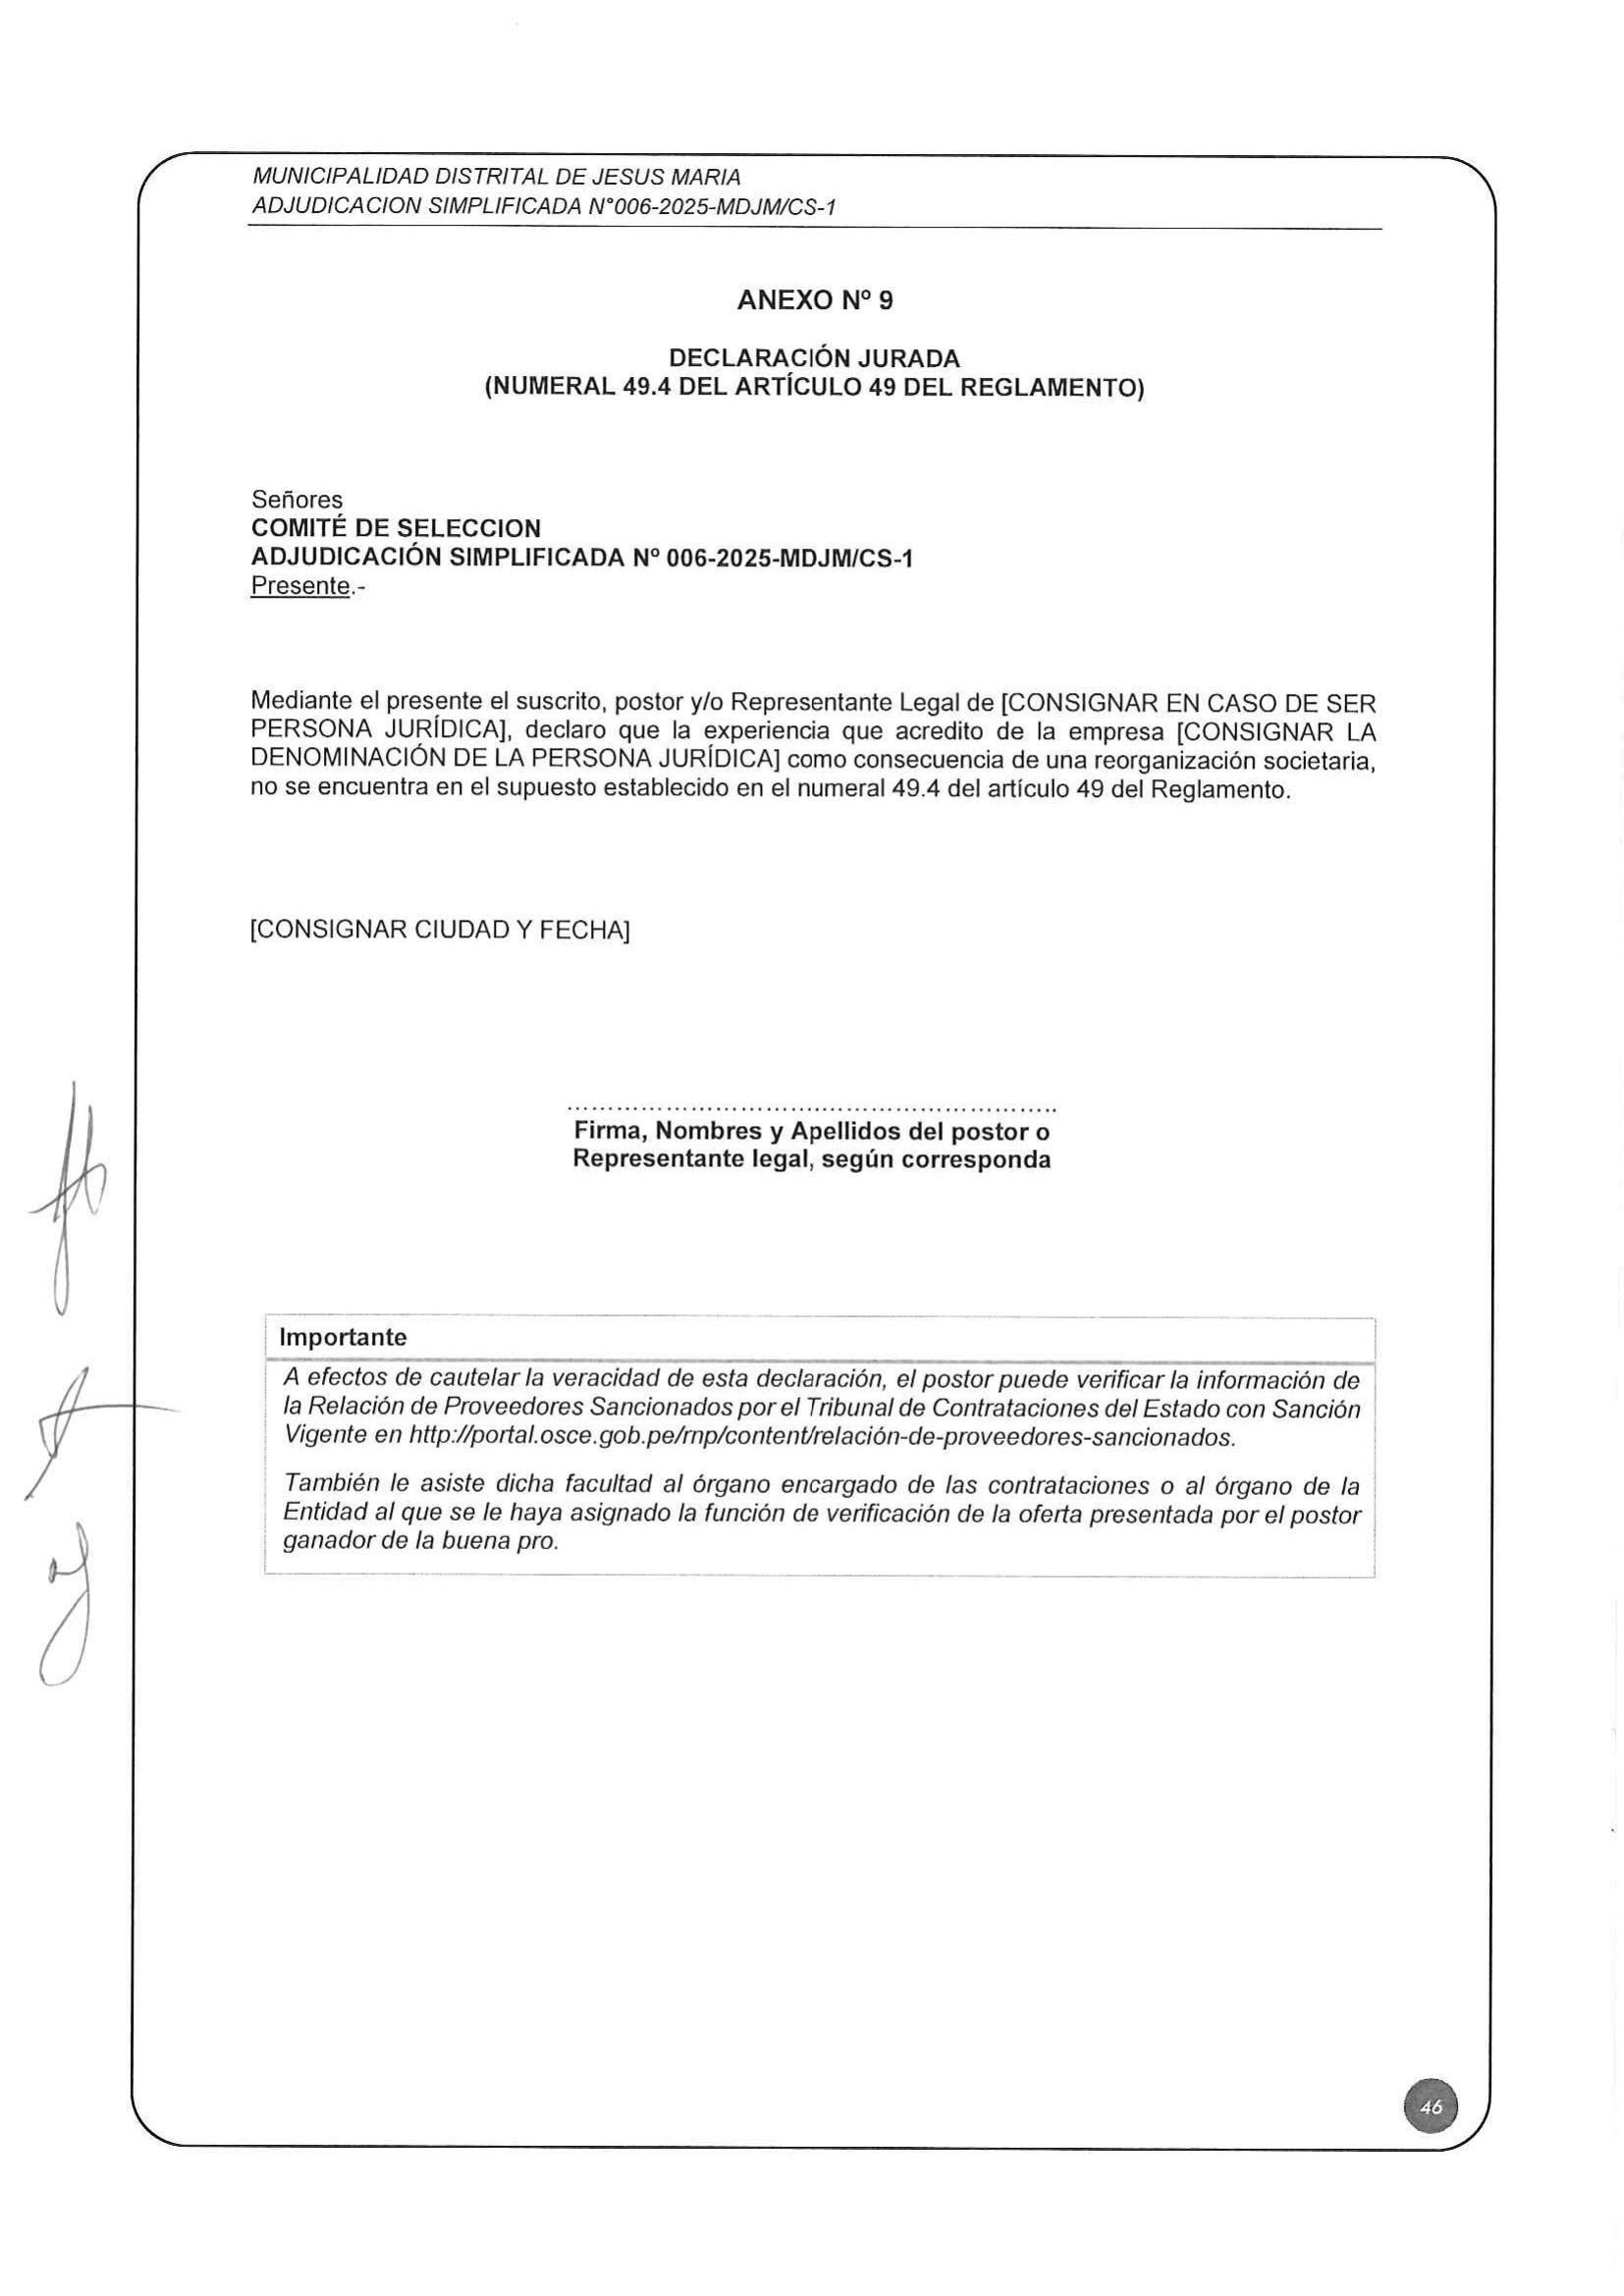 MUNICIPALIDAD DISTRITAL DE JESUS MARIA
ADJUDICACION SIMPLIFICADA N°006-2025-MDJM/CS-1
ANEXO Nº 9
DECLARACIÓN JURADA
(NUMERAL 49.4 DEL ARTÍCULO 49 DEL REGLAMENTO)
Señores
COMITÉ DE SELECCION
ADJUDICACIÓN SIMPLIFICADA Nº 006-2025-MDJM/CS-1
Presente.-
Mediante el presente el suscrito, postor y/o Representante Legal de [CONSIGNAR EN CASO DE SER
PERSONA JURÍDICA], declaro que la experiencia que acredito de la empresa [CONSIGNAR LA
DENOMINACIÓN DE LA PERSONA JURÍDICA] como consecuencia de una reorganización societaria,
no se encuentra en el supuesto establecido en el numeral 49.4 del artículo 49 del Reglamento.
[CONSIGNAR CIUDAD Y FECHA]
Firma, Nombres y Apellidos del postor o
Representante legal, según corresponda
Importante
A efectos de cautelar la veracidad de esta declaración, el postor puede verificar la información de
la Relación de Proveedores Sancionados por el Tribunal de Contrataciones del Estado con Sanción
Vigente en http://portal.osce.gob.pe/rnp/content/relación-de-proveedores-sancionados.
También le asiste dicha facultad al órgano encargado de las contrataciones o al órgano de la
Entidad al que se le haya asignado la función de verificación de la oferta presentada por el postor
ganador de la buena pro.
46